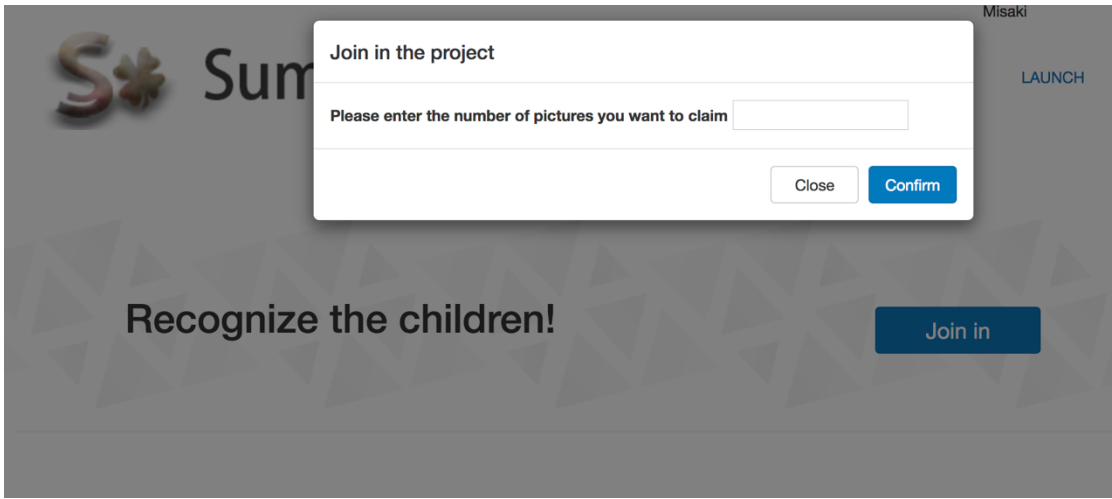 Misaki
Join in the project
S
Sum
LAUNCH
Please enter the number of pictures you want to claim
Close
Confirm
Recognize the children!
Join in